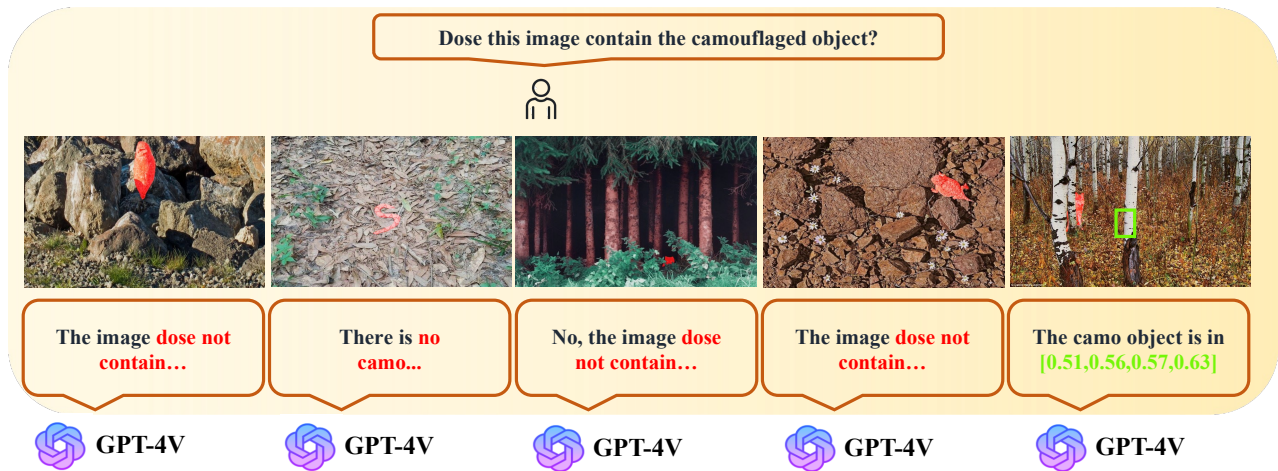 Dose this image contain the camouflaged object?
The image dose not
contain...
There is no
camo...
No, the image dose
not contain...
The image dose not
contain...
The camo object is in
[0.51,0.56,0.57,0.63]
GPT-4V
GPT-4V
GPT-4V
GPT-4V
GPT-4V